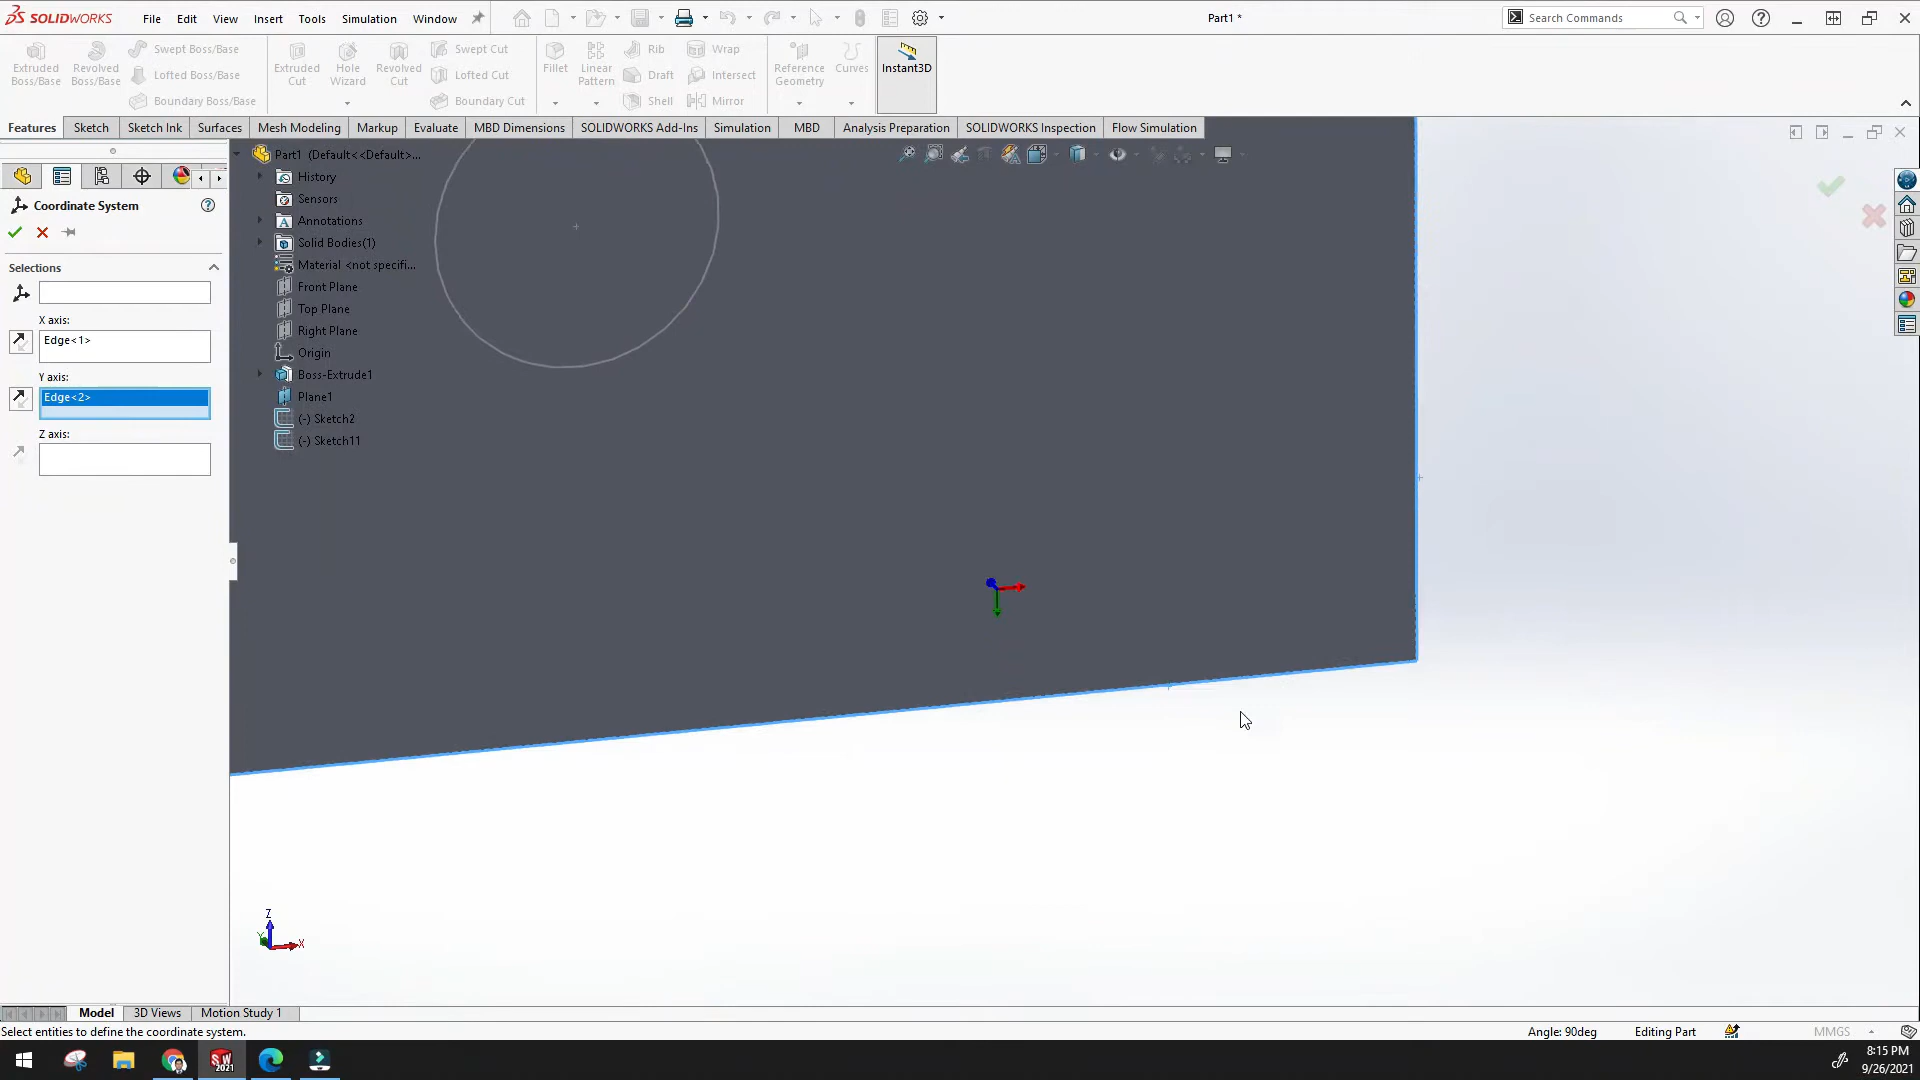 SOLIDWORKS File Edit View Insert Tools Simulation Window Part1 * Search Commands
Extruded Boss/Base
Revolved Boss/Base
Swept Boss/Base
Lofted Boss/Base
Boundary Boss/Base
Extruded Cut
Hole Wizard
Revolved Cut
Swept Cut
Lofted Cut
Boundary Cut
Fillet
Linear Pattern
Rib
Draft
Shell
Wrap
Intersect
Mirror
Reference Geometry
Curves
Instant3D
Features Sketch Sketch Ink Surfaces Mesh Modeling Markup Evaluate MBD Dimensions SOLIDWORKS Add-Ins Simulation MBD Analysis Preparation SOLIDWORKS Inspection Flow Simulation
Coordinate System
Selections
X axis:
Edge<1>
Y axis:
Edge<2>
Z axis:
Part1 (Default<<Default>...
History
Sensors
Annotations
Solid Bodies(1)
Material <not specifi...
Front Plane
Top Plane
Right Plane
Origin
Boss-Extrude1
Plane1
(-) Sketch2
(-) Sketch11
Z
Y
X
Model 3D Views Motion Study 1
Select entities to define the coordinate system. Angle: 90deg Editing Part MMGS
SW
2021
8:15 PM
9/26/2021